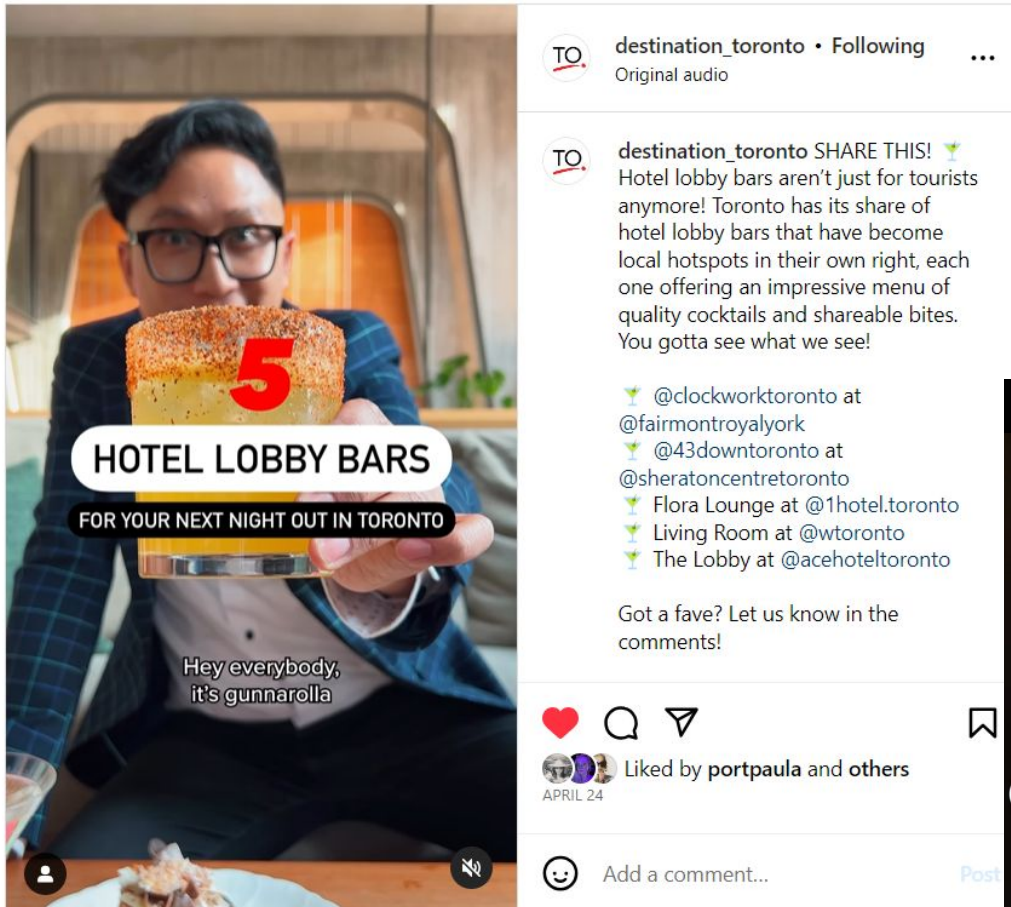 5
HOTEL LOBBY BARS
FOR YOUR NEXT NIGHT OUT IN TORONTO
Hey everybody,
it's gunnarolla
TO.
destination_toronto • Following
Original audio
TO.
destination_toronto SHARE THIS! 🍸
Hotel lobby bars aren't just for tourists
anymore! Toronto has its share of
hotel lobby bars that have become
local hotspots in their own right, each
one offering an impressive menu of
quality cocktails and shareable bites.
You gotta see what we see!
🍸 @clockworktoronto at
@fairmontroyalyork
🍸 @43downtoronto at
@sheratoncentretoronto
🍸 Flora Lounge at @1hotel.toronto
🍸 Living Room at @wtoronto
🍸 The Lobby at @acehoteltoronto
Got a fave? Let us know in the
comments!
Liked by portpaula and others
APRIL 24
Add a comment...
Post